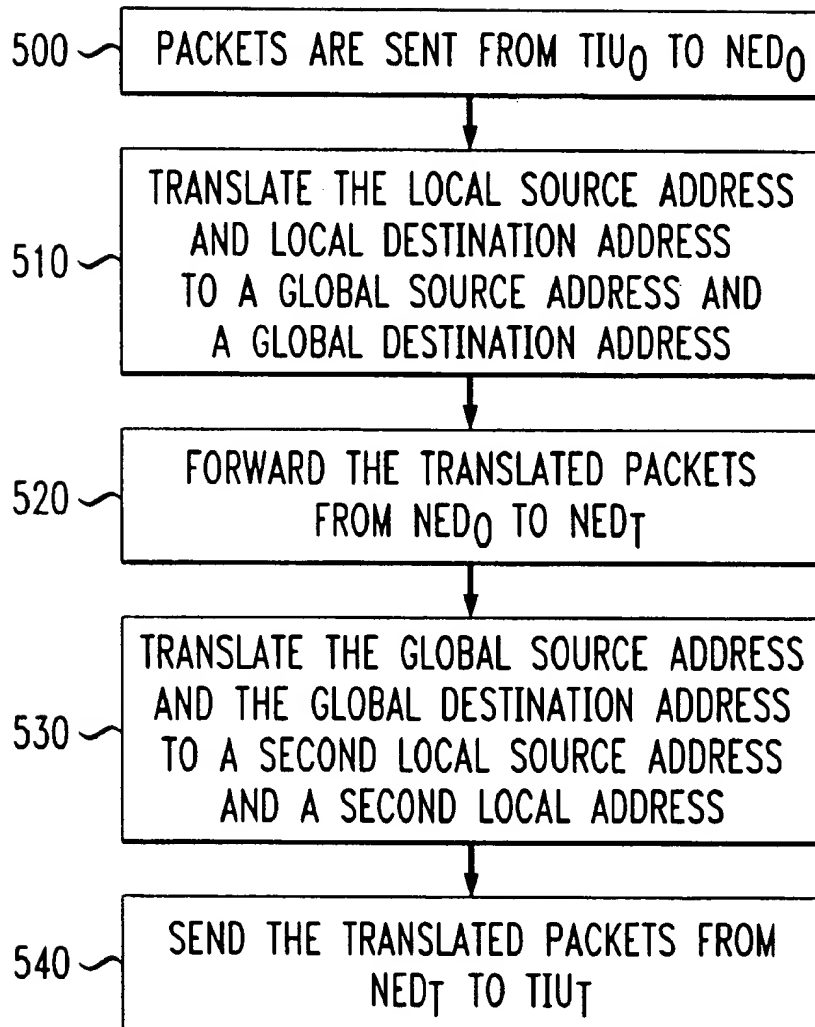 500
PACKETS ARE SENT FROM TIU₀ TO NED₀
510
TRANSLATE THE LOCAL SOURCE ADDRESS
AND LOCAL DESTINATION ADDRESS
TO A GLOBAL SOURCE ADDRESS AND
A GLOBAL DESTINATION ADDRESS
520
FORWARD THE TRANSLATED PACKETS
FROM NED₀ TO NEDT
530
TRANSLATE THE GLOBAL SOURCE ADDRESS
AND THE GLOBAL DESTINATION ADDRESS
TO A SECOND LOCAL SOURCE ADDRESS
AND A SECOND LOCAL ADDRESS
540
SEND THE TRANSLATED PACKETS FROM
NEDT TO TIUT